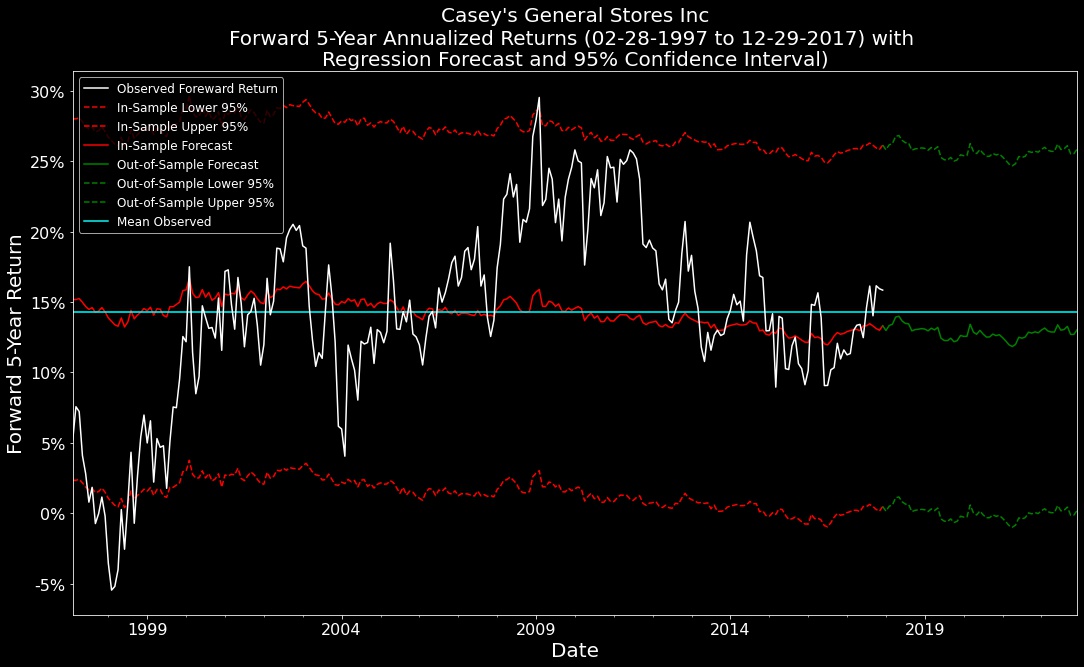 Casey's General Stores Inc
Forward 5-Year Annualized Returns (02-28-1997 to 12-29-2017) with
Regression Forecast and 95% Confidence Interval)
Observed Foreward Return
In-Sample Lower 95%
In-Sample Upper 95%
In-Sample Forecast
Out-of-Sample Forecast
Out-of-Sample Lower 95%
Out-of-Sample Upper 95%
Mean Observed
Forward 5-Year Return
30%
25%
20%
15%
10%
5%
0%
-5%
1999
2004
2009
2014
2019
Date